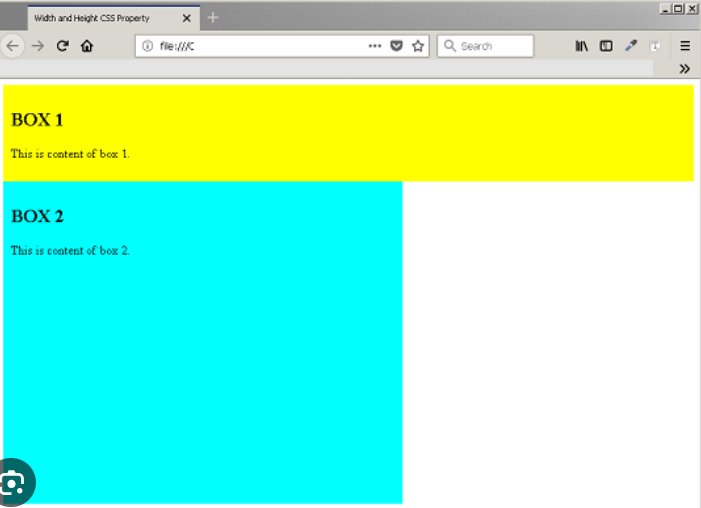 Width and Height CSS Property
file:///C
Search
BOX 1
This is content of box 1.
BOX 2
This is content of box 2.